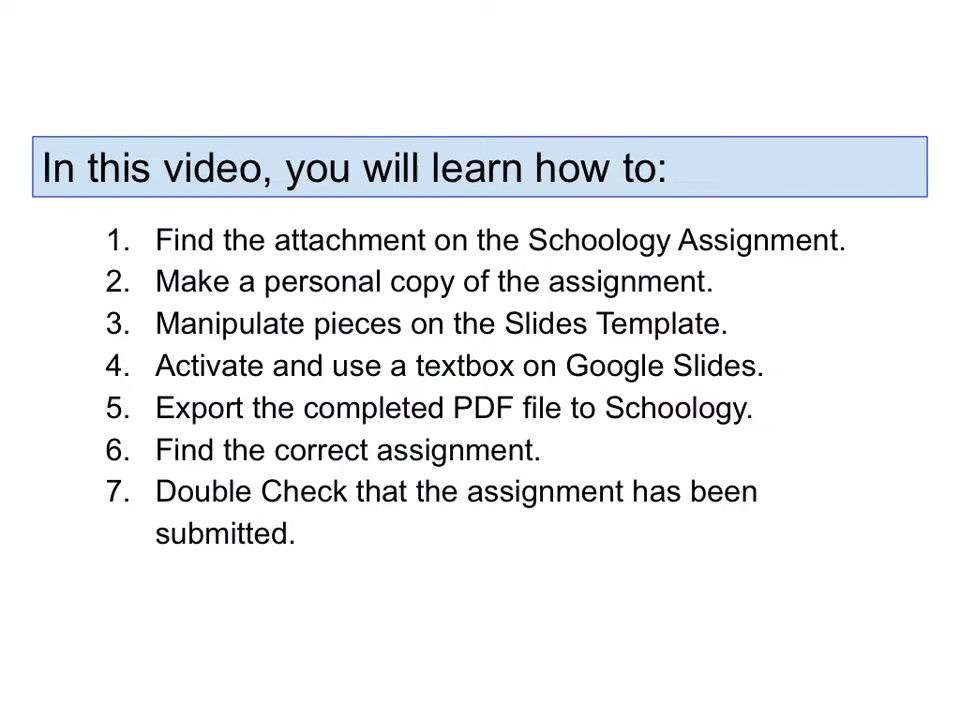 In this video, you will learn how to:
1. Find the attachment on the Schoology Assignment.
2. Make a personal copy of the assignment.
3. Manipulate pieces on the Slides Template.
4. Activate and use a textbox on Google Slides.
5. Export the completed PDF file to Schoology.
6. Find the correct assignment.
7. Double Check that the assignment has been
submitted.